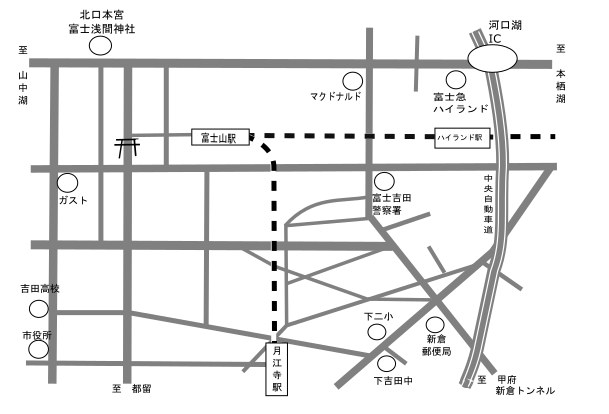 北口本宮
富士浅間神社
河口湖
IC
至
山中湖
至
本栖湖
マクドナルド
富士急
ハイランド
富士山駅
ハイランド駅
ガスト
富士吉田
警察署
中央自動車道
吉田高校
市役所
下二小
新倉
郵便局
月江寺駅
下吉田中
至 都留
至 甲府
新倉トンネル